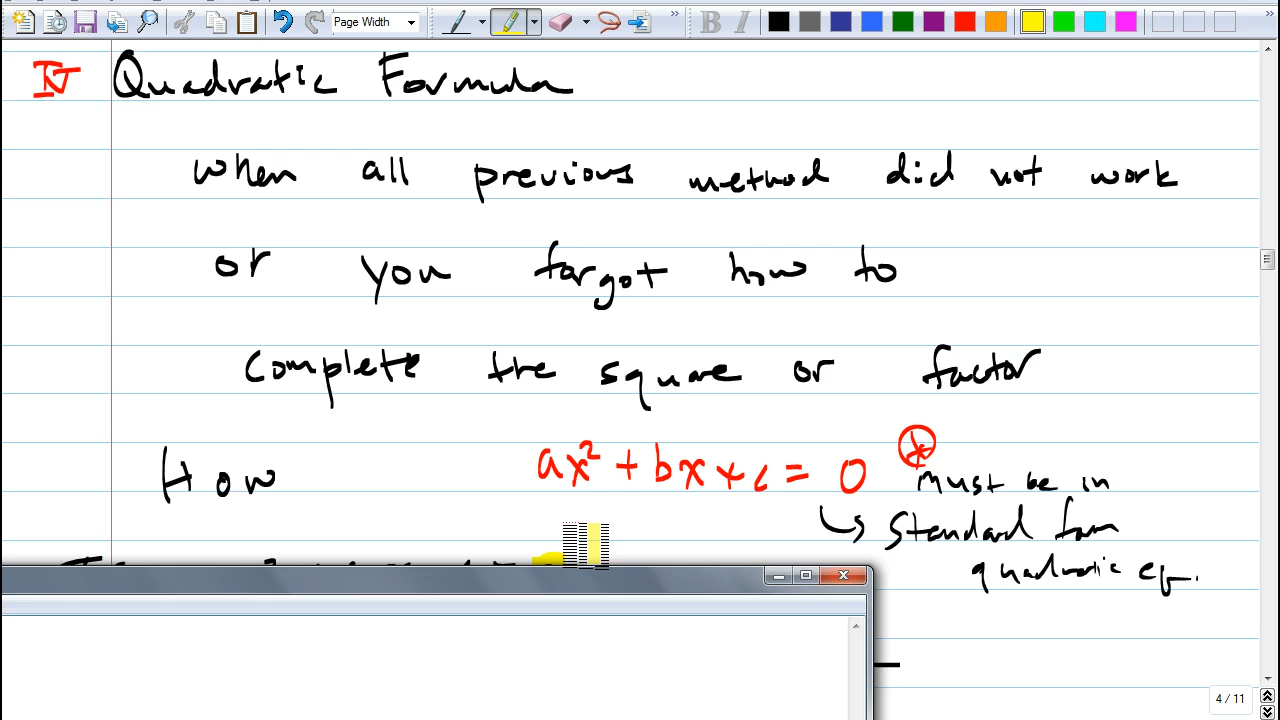 Page Width
B I
IV Quadratic Formula
when all previous method did not work
or you forgot how to
complete the square or factor
How ax² + bx + c = 0 * must be in
↳ standard form
quadratic eq.
4 / 11